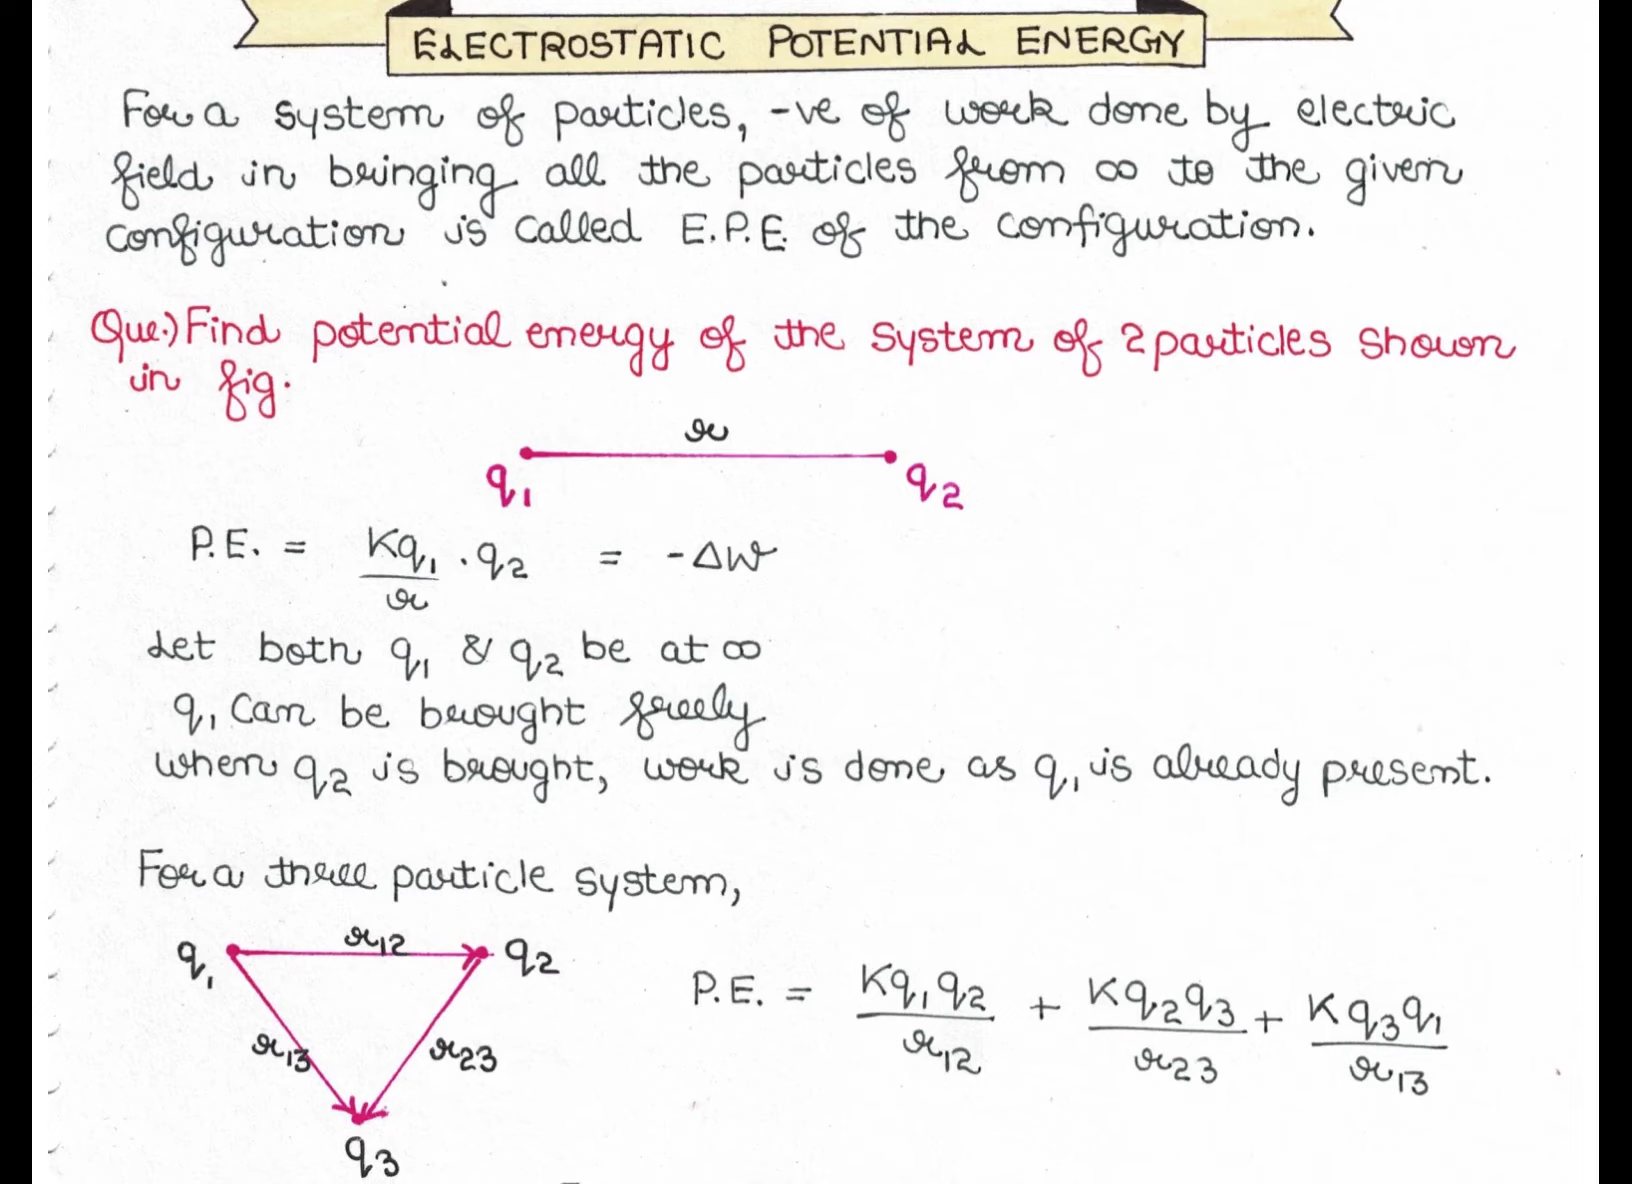 ELECTROSTATIC POTENTIAL ENERGY
For a system of particles, -ve of work done by electric
field in bringing all the particles from ∞ to the given
configuration is called E.P.E. of the configuration.
Que:) Find potential energy of the system of 2 particles shown
in fig.
r
q₁ q₂
P.E. = Kq₁/r . q₂ = -ΔW
Let both q₁ & q₂ be at ∞
q₁ can be brought freely
when q₂ is brought, work is done as q₁ is already present.
For a three particle system,
q₁ r₁₂ q₂
P.E. = Kq₁q₂/r₁₂ + Kq₂q₃/r₂₃ + Kq₃q₁/r₁₃
r₁₃ r₂₃
q₃